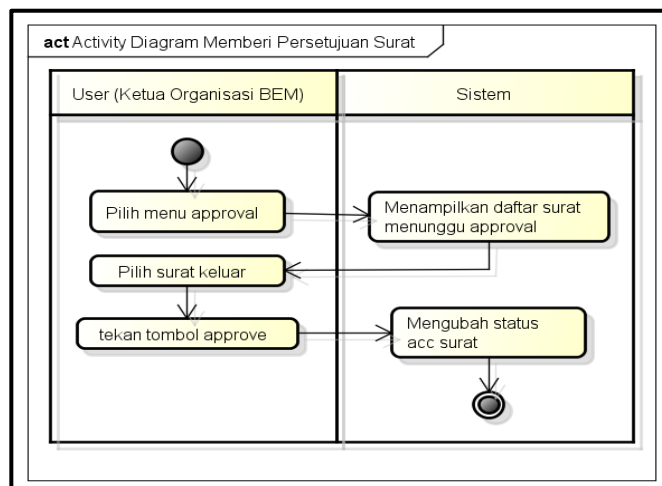 act Activity Diagram Memberi Persetujuan Surat
User (Ketua Organisasi BEM)
Sistem
Pilih menu approval
Menampilkan daftar surat
menunggu approval
Pilih surat keluar
tekan tombol approve
Mengubah status
acc surat